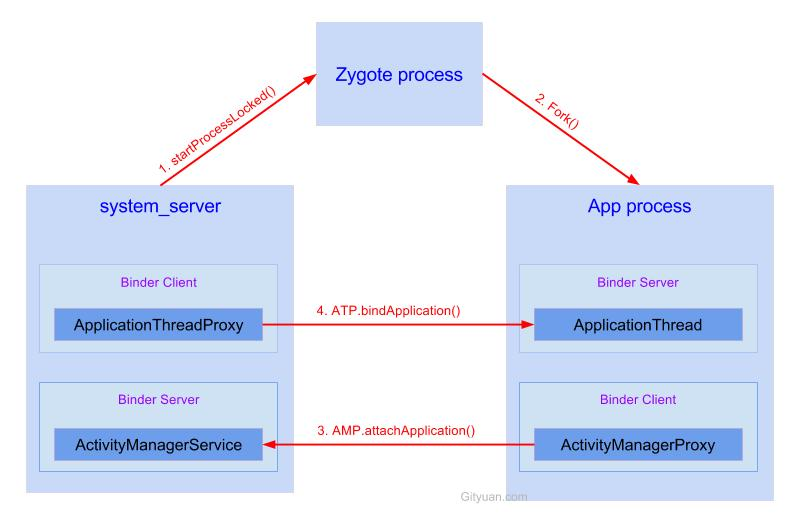 Zygote process
1. startProcessLocked()
2. Fork()
system_server
App process
Binder Client
Binder Server
ApplicationThreadProxy
4. ATP.bindApplication()
ApplicationThread
Binder Server
Binder Client
ActivityManagerService
3. AMP.attachApplication()
ActivityManagerProxy
Gityuan.com